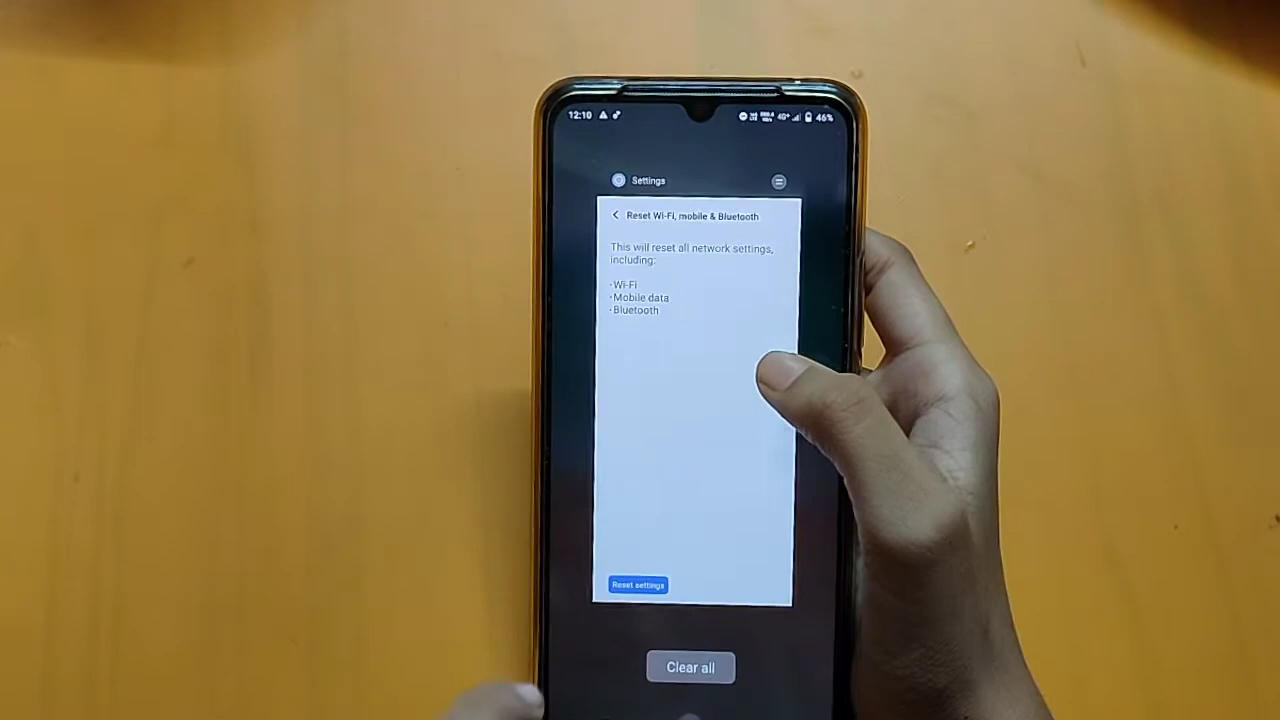 12:10
4G+ 46%
Settings
Reset Wi-Fi, mobile & Bluetooth
This will reset all network settings,
including:
·Wi-Fi
·Mobile data
·Bluetooth
Reset settings
Clear all